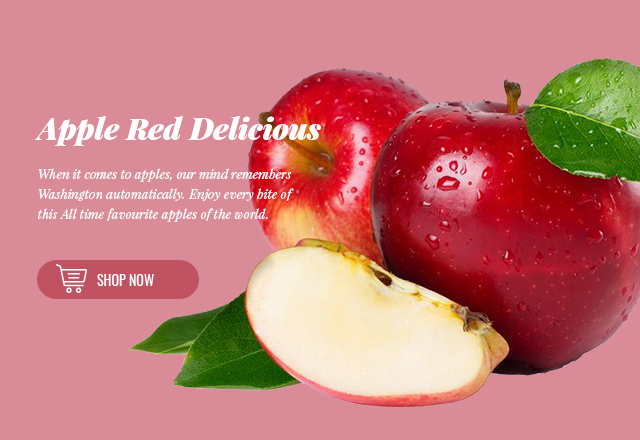 Apple Red Delicious
When it comes to apples, our mind remembers
Washington automatically. Enjoy every bite of
this All time favourite apples of the world.
SHOP NOW